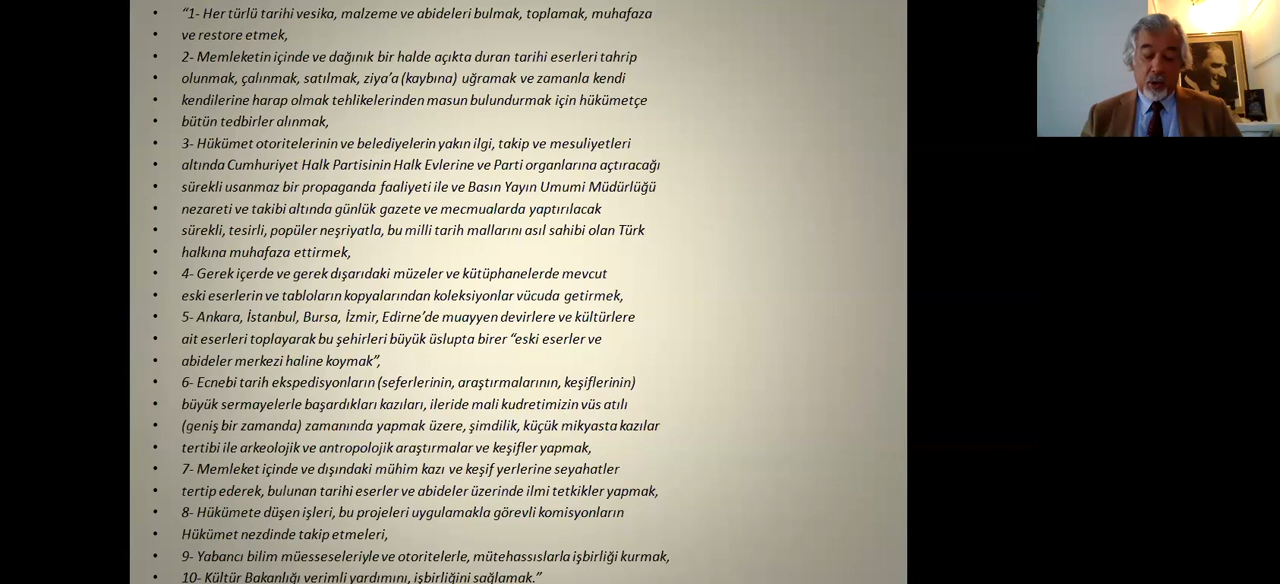 • “1- Her türlü tarihi vesika, malzeme ve abideleri bulmak, toplamak, muhafaza
• ve restore etmek,
• 2- Memleketin içinde ve dağınık bir halde açıkta duran tarihi eserleri tahrip
• olunmak, çalınmak, satılmak, ziya’a (kaybına) uğramak ve zamanla kendi
• kendilerine harap olmak tehlikelerinden masun bulundurmak için hükümetçe
• bütün tedbirler alınmak,
• 3- Hükümet otoritelerinin ve belediyelerin yakın ilgi, takip ve mesuliyetleri
• altında Cumhuriyet Halk Partisinin Halk Evlerine ve Parti organlarına açtıracağı
• sürekli usanmaz bir propaganda faaliyeti ile ve Basın Yayın Umumi Müdürlüğü
• nezareti ve takibi altında günlük gazete ve mecmualarda yaptırılacak
• sürekli, tesirli, popüler neşriyatla, bu milli tarih mallarını asıl sahibi olan Türk
• halkına muhafaza ettirmek,
• 4- Gerek içerde ve gerek dışarıdaki müzeler ve kütüphanelerde mevcut
• eski eserlerin ve tabloların kopyalarından koleksiyonlar vücuda getirmek,
• 5- Ankara, İstanbul, Bursa, İzmir, Edirne’de muayyen devirlere ve kültürlere
• ait eserleri toplayarak bu şehirleri büyük üslupta birer “eski eserler ve
• abideler merkezi haline koymak”,
• 6- Ecnebi tarih ekspedisyonların (seferlerinin, araştırmalarının, keşiflerinin)
• büyük sermayelerle başardıkları kazıları, ileride mali kudretimizin vüs atılı
• (geniş bir zamanda) zamanında yapmak üzere, şimdilik, küçük mikyasta kazılar
• tertibi ile arkeolojik ve antropolojik araştırmalar ve keşifler yapmak,
• 7- Memleket içinde ve dışındaki mühim kazı ve keşif yerlerine seyahatler
• tertip ederek, bulunan tarihi eserler ve abideler üzerinde ilmi tetkikler yapmak,
• 8- Hükümete düşen işleri, bu projeleri uygulamakla görevli komisyonların
• Hükümet nezdinde takip etmeleri,
• 9- Yabancı bilim müesseseleriyle ve otoritelerle, mütehassıslarla işbirliği kurmak,
• 10- Kültür Bakanlığı verimli yardımını, işbirliğini sağlamak.”